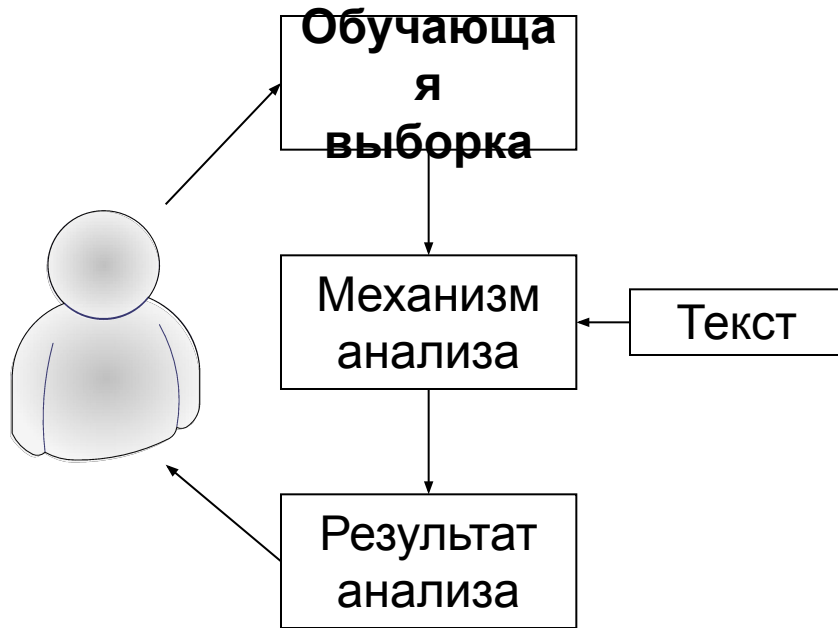 Обучающа
я
выборка
Механизм
анализа
Текст
Результат
анализа